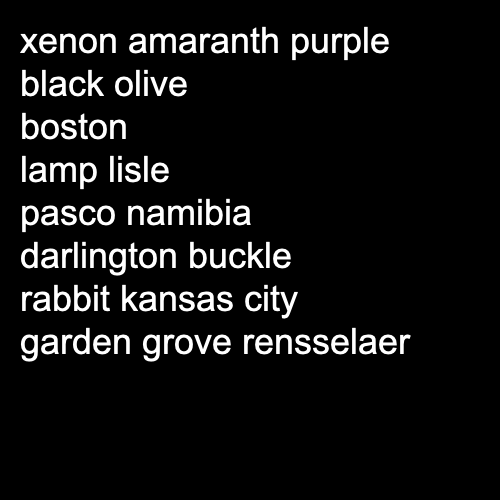 xenon amaranth purple
black olive
boston
lamp lisle
pasco namibia
darlington buckle
rabbit kansas city
garden grove rensselaer